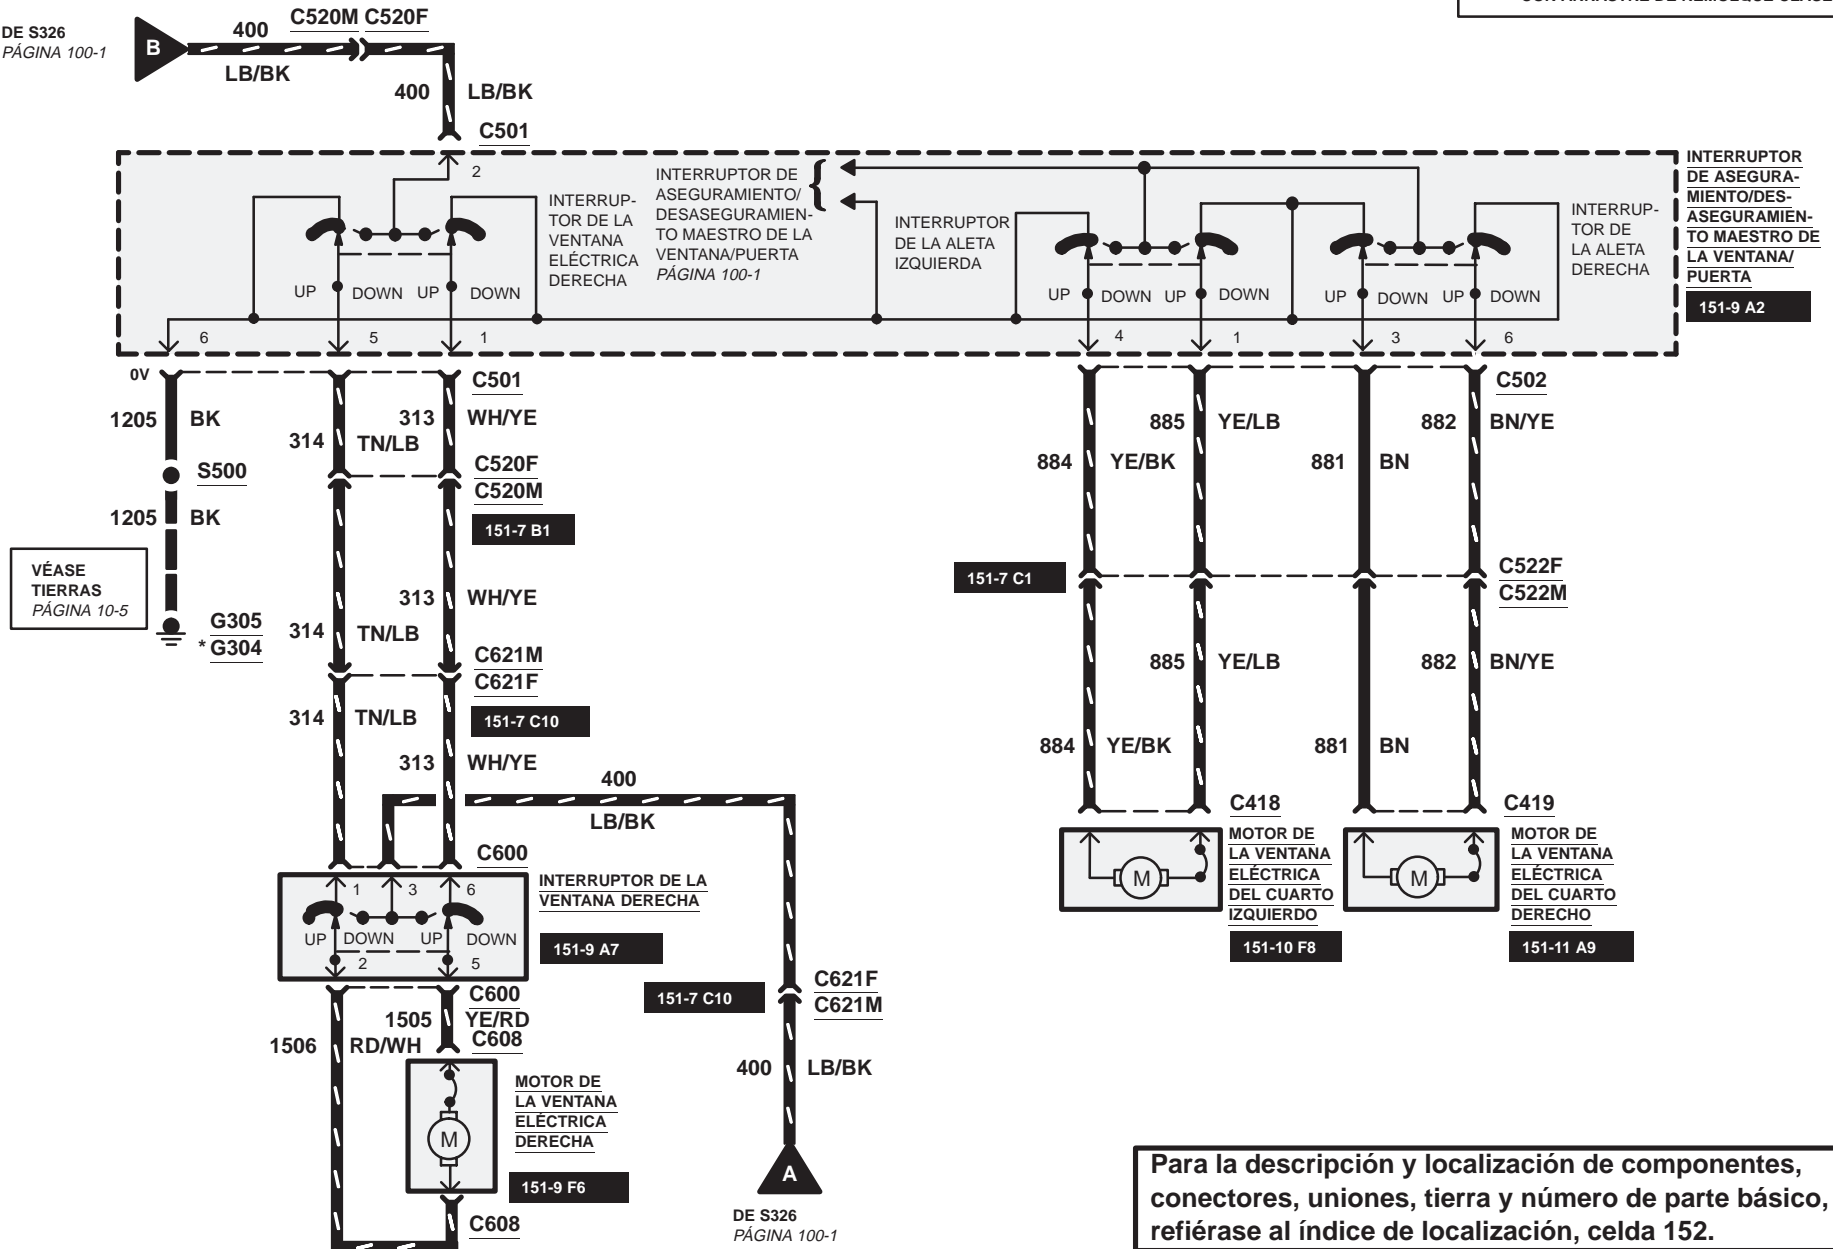 DE S326
PÁGINA 100-1
B
400
C520M C520F
LB/BK
400 LB/BK
C501
2
INTERRUP-
TOR DE LA
VENTANA
ELÉCTRICA
DERECHA
UP DOWN UP DOWN
INTERRUPTOR DE
ASEGURAMIENTO/
DESASEGURAMIEN-
TO MAESTRO DE LA
VENTANA/PUERTA
PÁGINA 100-1
INTERRUPTOR
DE LA ALETA
IZQUIERDA
UP DOWN UP DOWN
INTERRUP-
TOR DE
LA ALETA
DERECHA
UP DOWN UP DOWN
INTERRUPTOR
DE ASEGURA-
MIENTO/DES-
ASEGURAMIEN-
TO MAESTRO DE
LA VENTANA/
PUERTA
151-9 A2
6 5 1 4 1 3 6
0V
C501
C502
1205 BK
314 TN/LB
313 WH/YE
S500
C520F
C520M
151-7 B1
1205 BK
VÉASE
TIERRAS
PÁGINA 10-5
G305
* G304
313 WH/YE
314 TN/LB
C621M
C621F
151-7 C10
314 TN/LB
313 WH/YE
400
LB/BK
885 YE/LB
882 BN/YE
884 YE/BK
881 BN
151-7 C1
C522F
C522M
885 YE/LB
882 BN/YE
884 YE/BK
881 BN
C418
MOTOR DE
LA VENTANA
ELÉCTRICA
DEL CUARTO
IZQUIERDO
151-10 F8
M
C419
MOTOR DE
LA VENTANA
ELÉCTRICA
DEL CUARTO
DERECHO
151-11 A9
M
C600
1 3 6
INTERRUPTOR DE LA
VENTANA DERECHA
151-9 A7
UP DOWN UP DOWN
2 5
C600
1505 YE/RD
1506 RD/WH
C608
MOTOR DE
LA VENTANA
ELÉCTRICA
DERECHA
151-9 F6
M
C608
151-7 C10
C621F
C621M
400 LB/BK
A
DE S326
PÁGINA 100-1
Para la descripción y localización de componentes,
conectores, uniones, tierra y número de parte básico,
refiérase al índice de localización, celda 152.